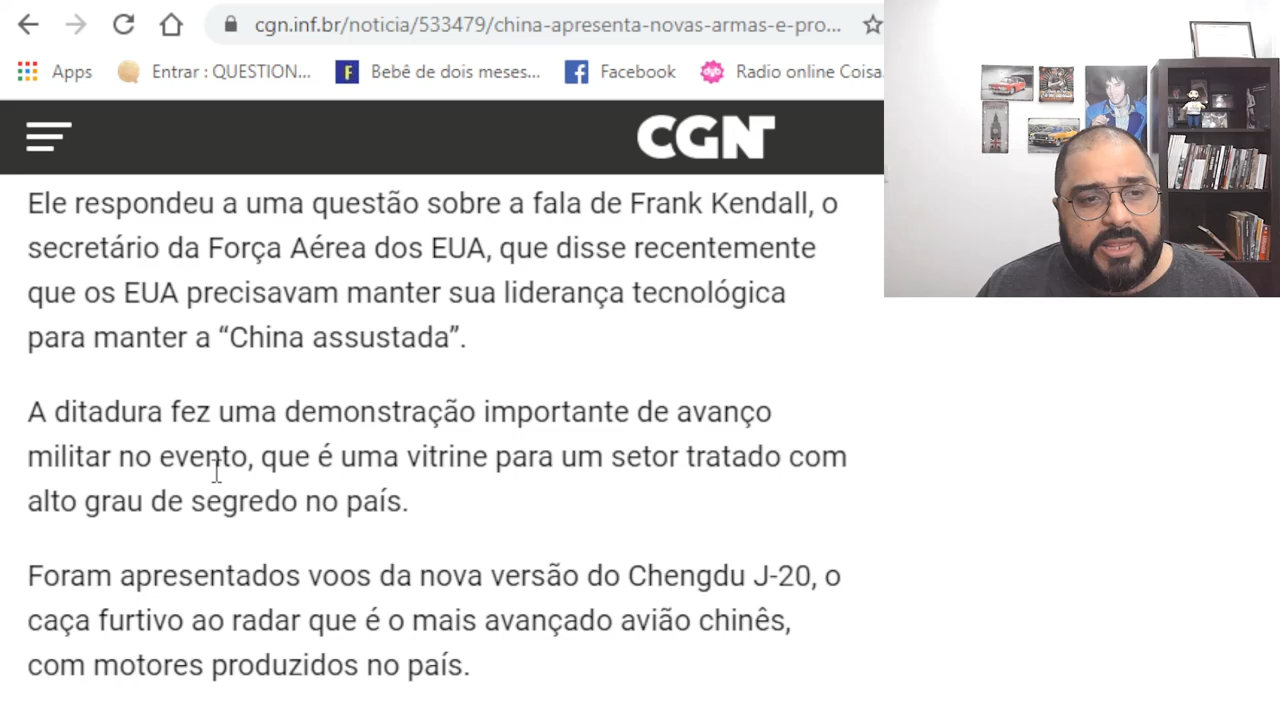 cgn.inf.br/noticia/533479/china-apresenta-novas-armas-e-pro...
Apps Entrar : QUESTION... F Bebê de dois meses... Facebook Radio online Coisa
CGN
Ele respondeu a uma questão sobre a fala de Frank Kendall, o
secretário da Força Aérea dos EUA, que disse recentemente
que os EUA precisavam manter sua liderança tecnológica
para manter a “China assustada”.
A ditadura fez uma demonstração importante de avanço
militar no evento, que é uma vitrine para um setor tratado com
alto grau de segredo no país.
Foram apresentados voos da nova versão do Chengdu J-20, o
caça furtivo ao radar que é o mais avançado avião chinês,
com motores produzidos no país.